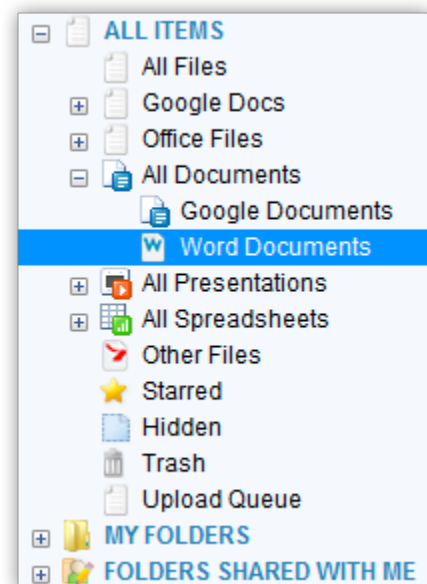 ALL ITEMS
All Files
Google Docs
Office Files
All Documents
Google Documents
Word Documents
All Presentations
All Spreadsheets
Other Files
Starred
Hidden
Trash
Upload Queue
MY FOLDERS
FOLDERS SHARED WITH ME